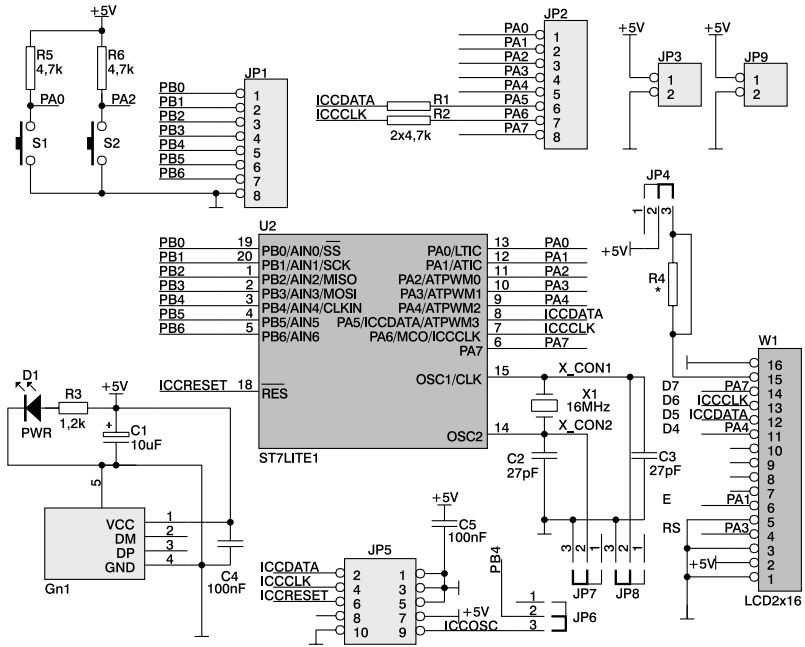 +5V
R5
4,7k
R6
4,7k
PA0
PA2
S1
S2
JP1
PB0 1
PB1 2
PB2 3
PB3 4
PB4 5
PB5 6
PB6 7
8
JP2
PA0 1
PA1 2
PA2 3
PA3 4
PA4 5
ICCDATA R1 PA5 6
ICCCLK R2 PA6 7
2x4,7k PA7 8
+5V
JP3
1
2
+5V
JP9
1
2
JP4
1 2 3
+5V
R4
*
U2
PB0 19 PB0/AIN0/SS PA0/LTIC 13 PA0
PB1 20 PB1/AIN1/SCK PA1/ATIC 12 PA1
PB2 1 PB2/AIN2/MISO PA2/ATPWM0 11 PA2
PB3 2 PB3/AIN3/MOSI PA3/ATPWM1 10 PA3
PB4 3 PB4/AIN4/CLKIN PA4/ATPWM2 9 PA4
PB5 4 PB5/AIN5 PA5/ICCDATA/ATPWM3 8 ICCDATA
PB6 5 PB6/AIN6 PA6/MCO/ICCCLK 7 ICCCLK
PA7 6 PA7
ICCRESET 18 RES
OSC1/CLK 15 X_CON1
OSC2 14 X_CON2
ST7LITE1
X1
16MHz
C2
27pF
C3
27pF
3 2 1
JP7
3 2 1
JP8
W1
16
15
D7 PA7 14
D6 ICCCLK 13
D5 ICCDATA 12
D4 PA4 11
10
9
8
7
E PA1 6
5
RS PA3 4
3
+5V 2
1
LCD2x16
D1
PWR
R3
1,2k
+5V
+
C1
10uF
5
VCC 1
DM 2
DP 3
GND 4
Gn1
C4
100nF
+5V
C5
100nF
JP5
ICCDATA 2 1
ICCCLK 4 3
ICCRESET 6 5
8 7 +5V
10 9 ICCOSC
PB4
1
2
3
JP6